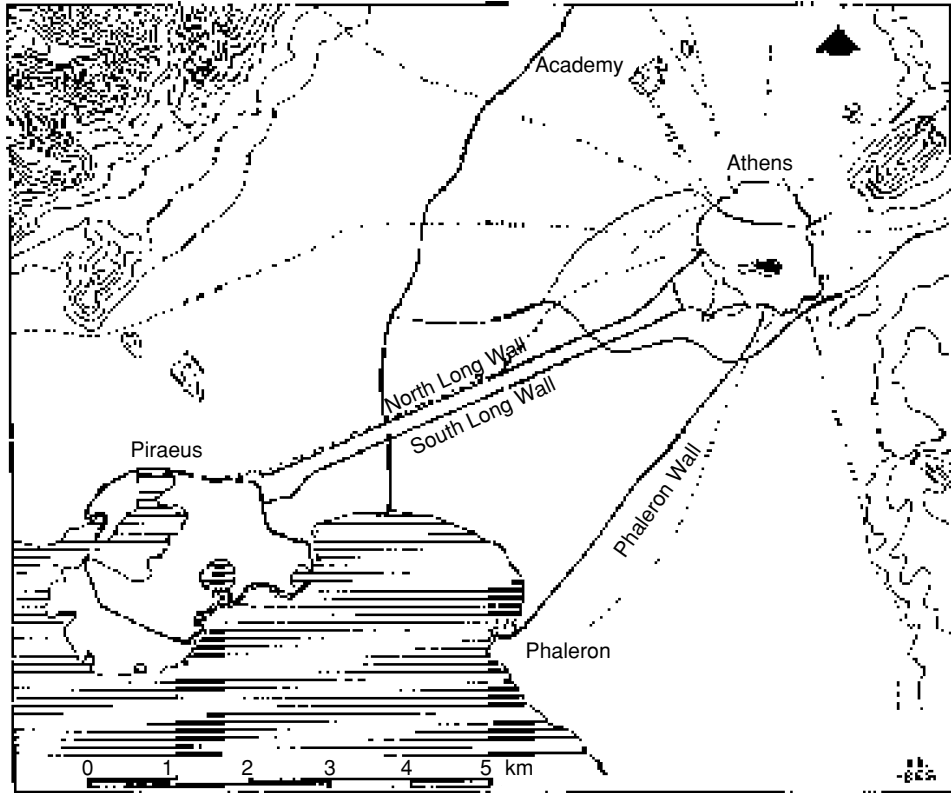 Academy
Athens
North Long Wall
South Long Wall
Piraeus
Phaleron Wall
Phaleron
0 1 2 3 4 5 km